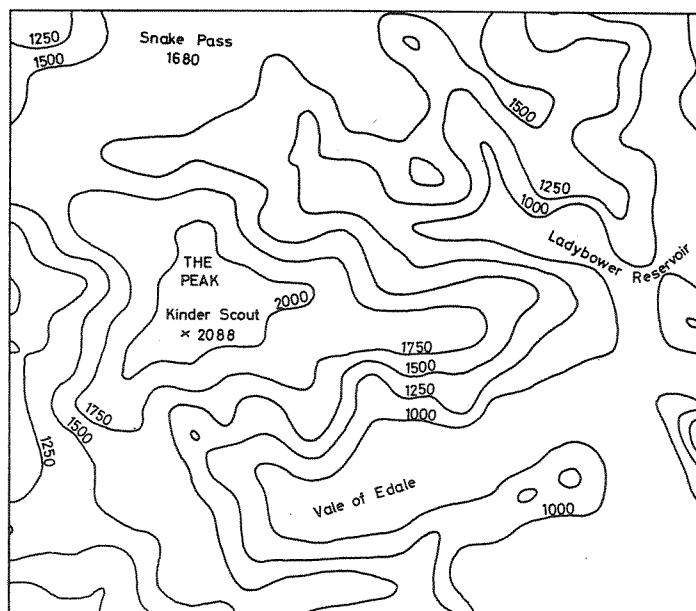 1250
1500
Snake Pass
1680
1500
1250
1000
Ladybower Reservoir
THE
PEAK
2000
Kinder Scout
× 2088
1750
1500
1250
1000
1750
1500
1250
Vale of Edale
1000